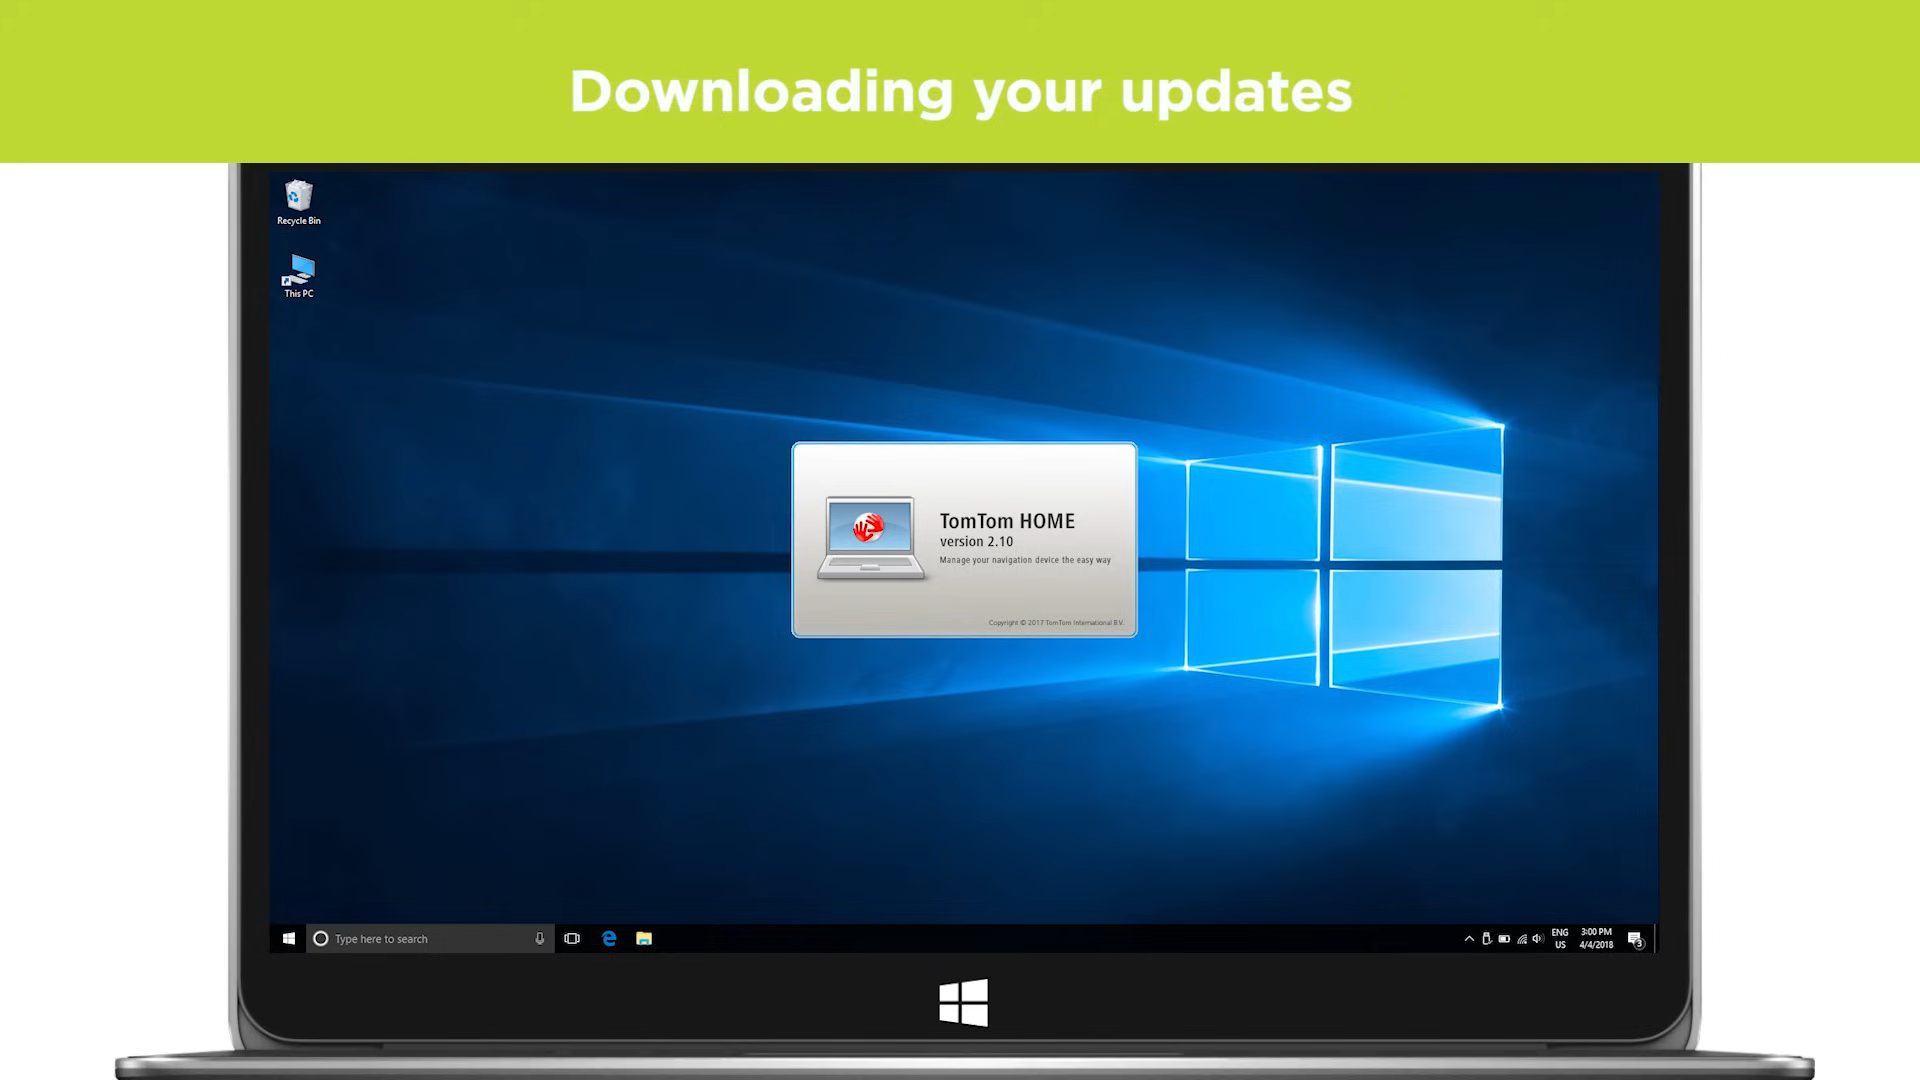 Downloading your updates
Recycle Bin
This PC
TomTom HOME
version 2.10
Manage your navigation device the easy way
Copyright © 2017 TomTom International B.V.
Type here to search
ENG
US
3:00 PM
4/4/2018
3